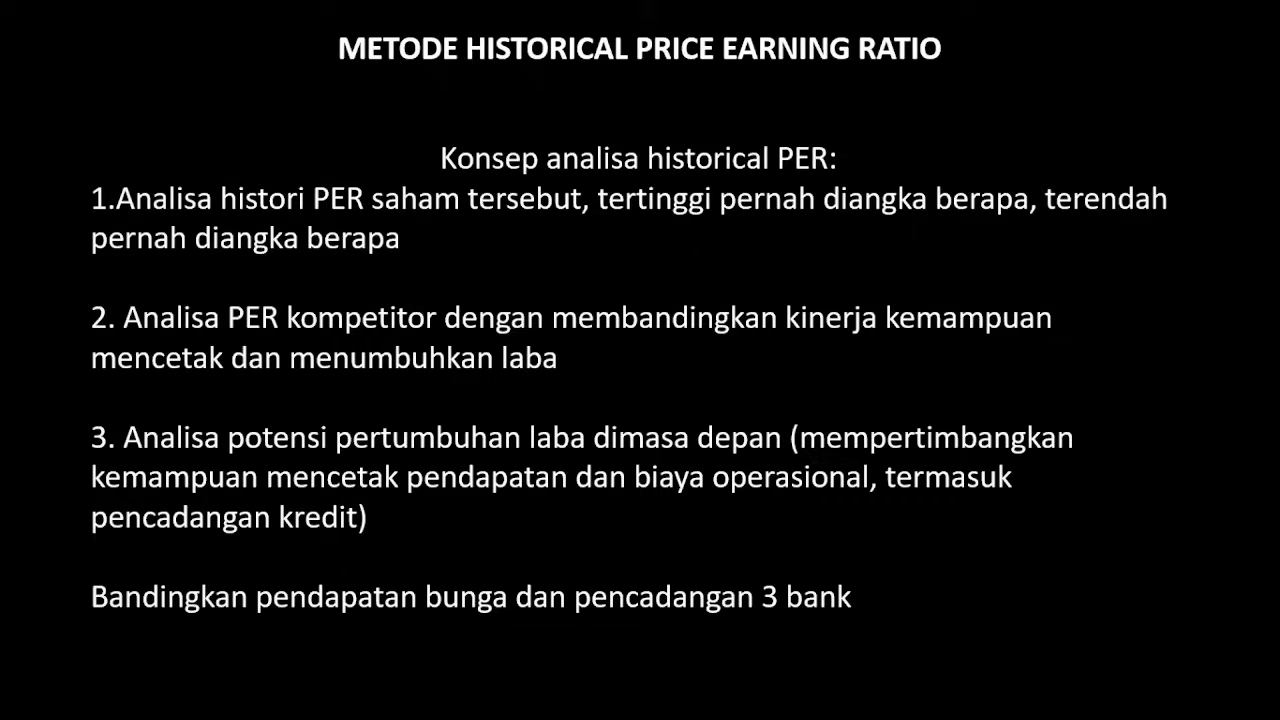 METODE HISTORICAL PRICE EARNING RATIO
Konsep analisa historical PER:
1.Analisa histori PER saham tersebut, tertinggi pernah diangka berapa, terendah
pernah diangka berapa
2. Analisa PER kompetitor dengan membandingkan kinerja kemampuan
mencetak dan menumbuhkan laba
3. Analisa potensi pertumbuhan laba dimasa depan (mempertimbangkan
kemampuan mencetak pendapatan dan biaya operasional, termasuk
pencadangan kredit)
Bandingkan pendapatan bunga dan pencadangan 3 bank